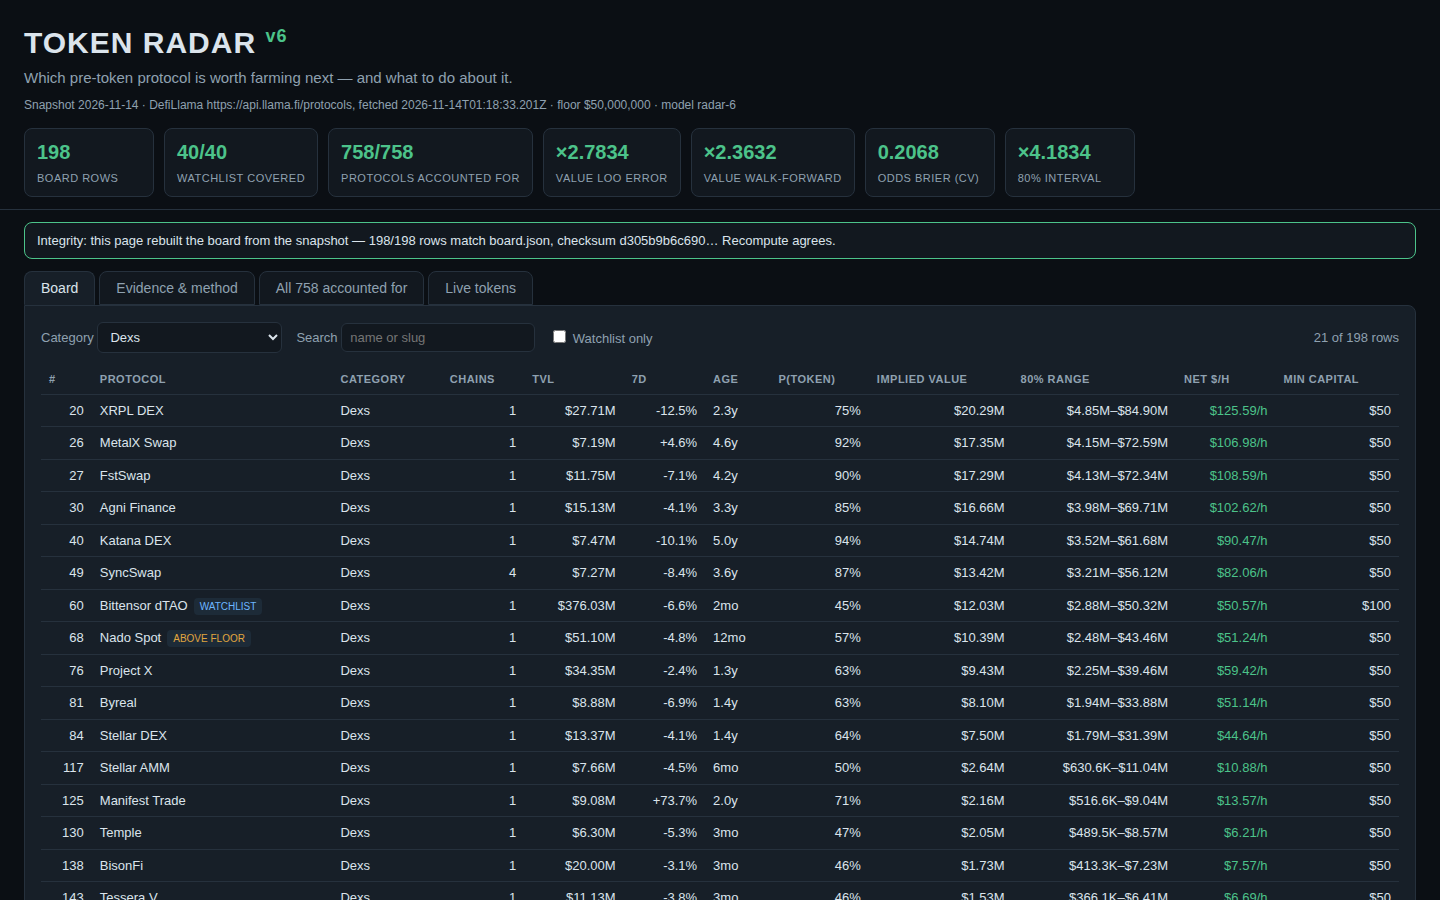 TOKEN RADAR v6
Which pre-token protocol is worth farming next — and what to do about it.
Snapshot 2026-11-14 · DefiLlama https://api.llama.fi/protocols, fetched 2026-11-14T01:18:33.201Z · floor $50,000,000 · model radar-6
198 40/40 758/758 ×2.7834 ×2.3632 0.2068 ×4.1834
BOARD ROWS WATCHLIST COVERED PROTOCOLS ACCOUNTED FOR VALUE LOO ERROR VALUE WALK-FORWARD ODDS BRIER (CV) 80% INTERVAL
Integrity: this page rebuilt the board from the snapshot — 198/198 rows match board.json, checksum d305b9b6c690… Recompute agrees.
Board Evidence & method All 758 accounted for Live tokens
Category Dexs Search name or slug Watchlist only 21 of 198 rows
# PROTOCOL CATEGORY CHAINS TVL 7D AGE P(TOKEN) IMPLIED VALUE 80% RANGE NET $/H MIN CAPITAL
20 XRPL DEX Dexs 1 $27.71M -12.5% 2.3y 75% $20.29M $4.85M–$84.90M $125.59/h $50
26 MetalX Swap Dexs 1 $7.19M +4.6% 4.6y 92% $17.35M $4.15M–$72.59M $106.98/h $50
27 FstSwap Dexs 1 $11.75M -7.1% 4.2y 90% $17.29M $4.13M–$72.34M $108.59/h $50
30 Agni Finance Dexs 1 $15.13M -4.1% 3.3y 85% $16.66M $3.98M–$69.71M $102.62/h $50
40 Katana DEX Dexs 1 $7.47M -10.1% 5.0y 94% $14.74M $3.52M–$61.68M $90.47/h $50
49 SyncSwap Dexs 4 $7.27M -8.4% 3.6y 87% $13.42M $3.21M–$56.12M $82.06/h $50
60 Bittensor dTAO WATCHLIST Dexs 1 $376.03M -6.6% 2mo 45% $12.03M $2.88M–$50.32M $50.57/h $100
68 Nado Spot ABOVE FLOOR Dexs 1 $51.10M -4.8% 12mo 57% $10.39M $2.48M–$43.46M $51.24/h $50
76 Project X Dexs 1 $34.35M -2.4% 1.3y 63% $9.43M $2.25M–$39.46M $59.42/h $50
81 Byreal Dexs 1 $8.88M -6.9% 1.4y 63% $8.10M $1.94M–$33.88M $51.14/h $50
84 Stellar DEX Dexs 1 $13.37M -4.1% 1.4y 64% $7.50M $1.79M–$31.39M $44.64/h $50
117 Stellar AMM Dexs 1 $7.66M -4.5% 6mo 50% $2.64M $630.6K–$11.04M $10.88/h $50
125 Manifest Trade Dexs 1 $9.08M +73.7% 2.0y 71% $2.16M $516.6K–$9.04M $13.57/h $50
130 Temple Dexs 1 $6.30M -5.3% 3mo 47% $2.05M $489.5K–$8.57M $6.21/h $50
138 BisonFi Dexs 1 $20.00M -3.1% 3mo 46% $1.73M $413.3K–$7.23M $7.57/h $50
143 Tessera V Dexs 1 $11.13M -3.8% 3mo 46% $1.53M $366.1K–$6.41M $6.69/h $50